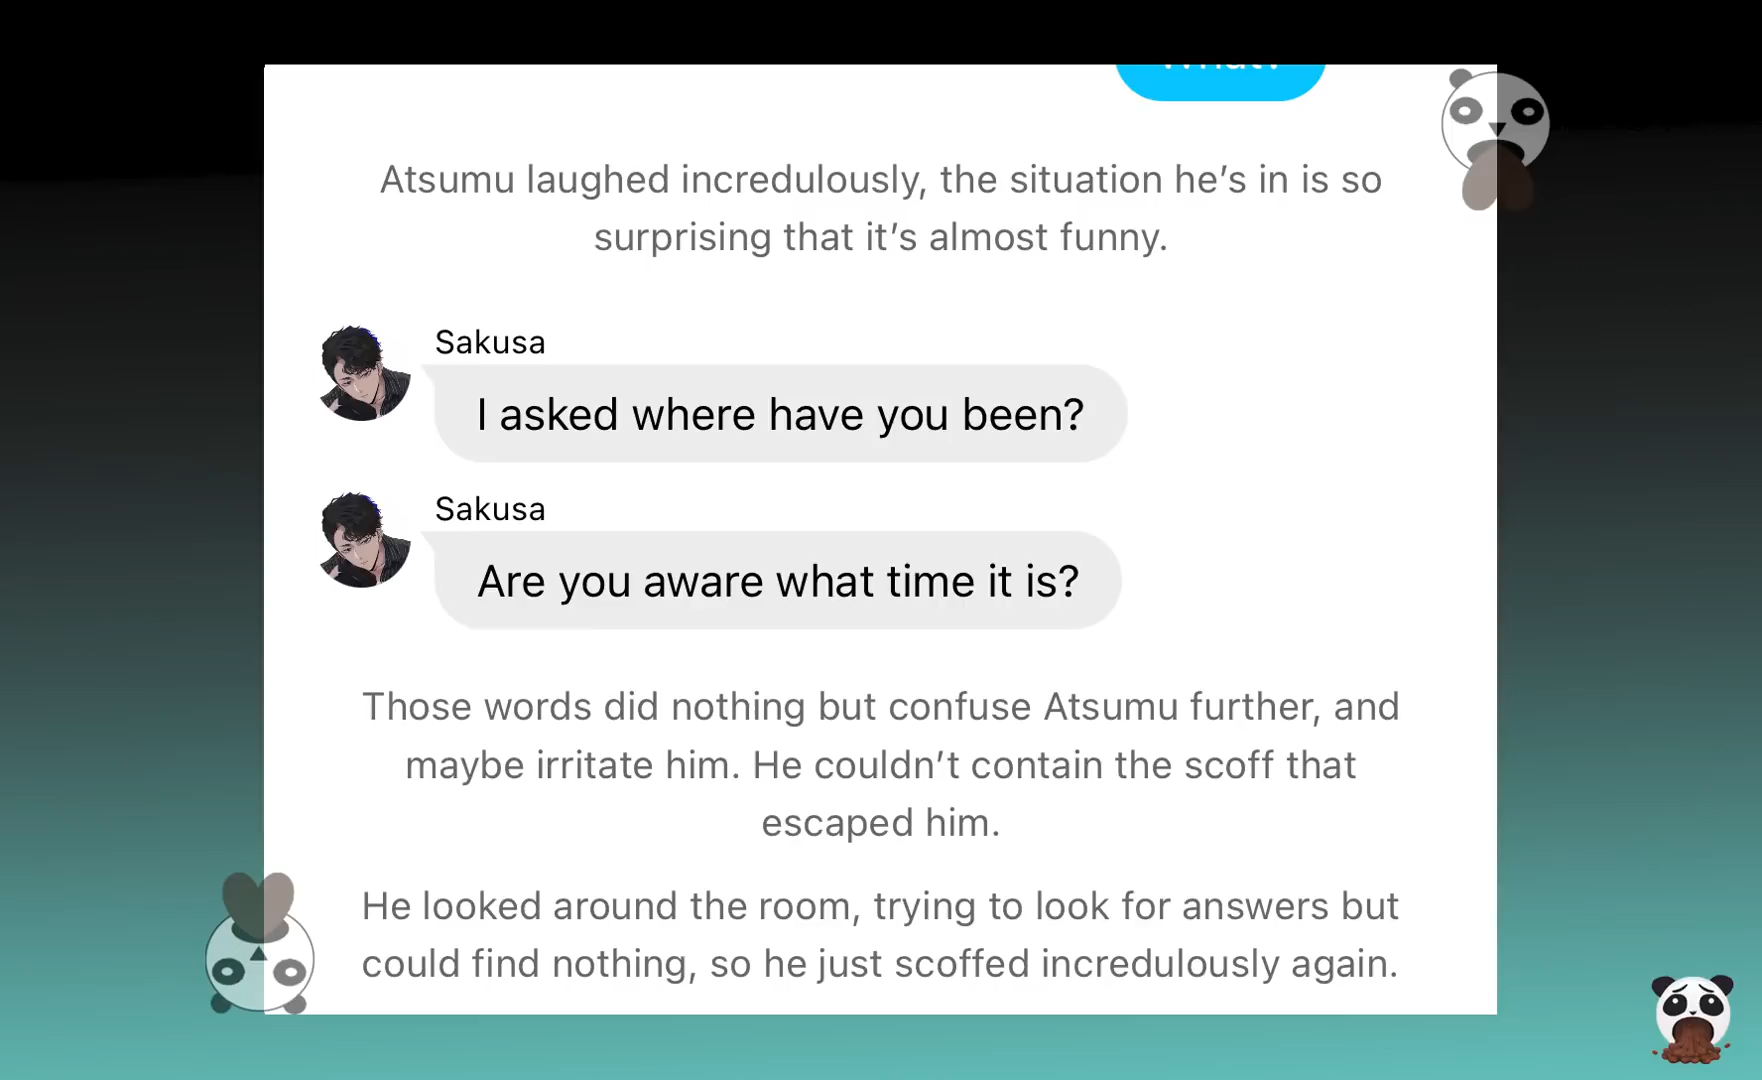 What?
Atsumu laughed incredulously, the situation he’s in is so
surprising that it’s almost funny.
Sakusa
I asked where have you been?
Sakusa
Are you aware what time it is?
Those words did nothing but confuse Atsumu further, and
maybe irritate him. He couldn’t contain the scoff that
escaped him.
He looked around the room, trying to look for answers but
could find nothing, so he just scoffed incredulously again.